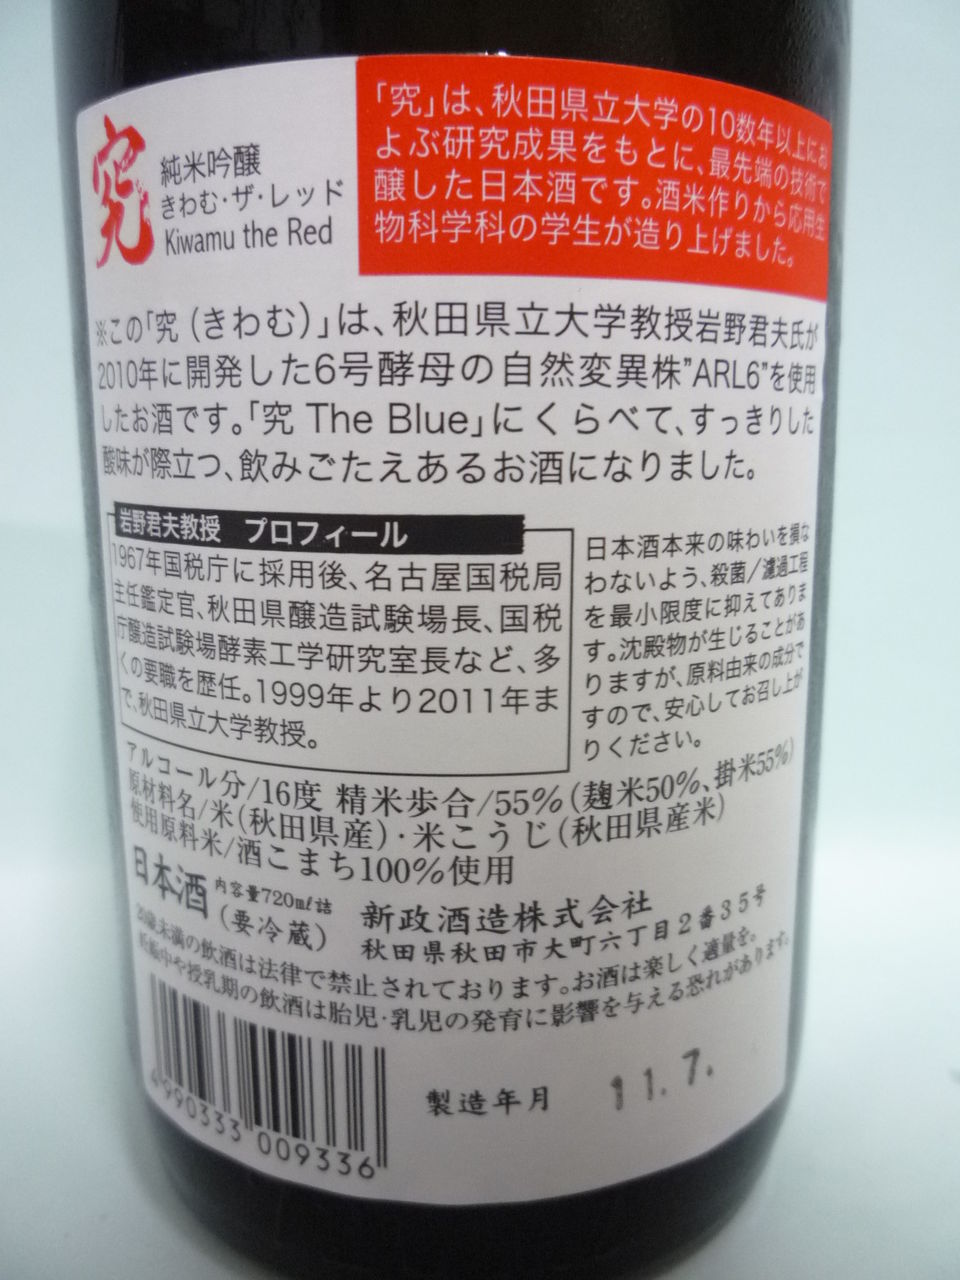 究
純米吟醸
きわむ・ザ・レッド
Kiwamu the Red
「究」は、秋田県立大学の10数年以上にお
よぶ研究成果をもとに、最先端の技術で
醸した日本酒です。酒米作りから応用生
物科学科の学生が造り上げました。
※この「究（きわむ）」は、秋田県立大学教授岩野君夫氏が
2010年に開発した6号酵母の自然変異株"ARL6"を使用
したお酒です。「究 The Blue」にくらべて、すっきりした
酸味が際立つ、飲みごたえあるお酒になりました。
岩野君夫教授 プロフィール
1967年国税庁に採用後、名古屋国税局
主任鑑定官、秋田県醸造試験場長、国税
庁醸造試験場酵素工学研究室長など、多
くの要職を歴任。1999年より2011年ま
で、秋田県立大学教授。
日本酒本来の味わいを損な
わないよう、殺菌/濾過工程
を最小限度に抑えてありま
す。沈殿物が生じることがあ
りますが、原料由来の成分で
すので、安心してお召し上が
りください。
アルコール分/16度 精米歩合/55%(麹米50%、掛米55%)
原材料名/米(秋田県産)・米こうじ(秋田県産米)
使用原料米/酒こまち100%使用
日本酒 内容量720㎖詰
(要冷蔵)
新政酒造株式会社
秋田県秋田市大町六丁目2番35号
20歳未満の飲酒は法律で禁止されております。お酒は楽しく適量を。
妊娠中や授乳期の飲酒は胎児・乳児の発育に影響を与える恐れがあります。
4 990333 009336
製造年月 11.7.